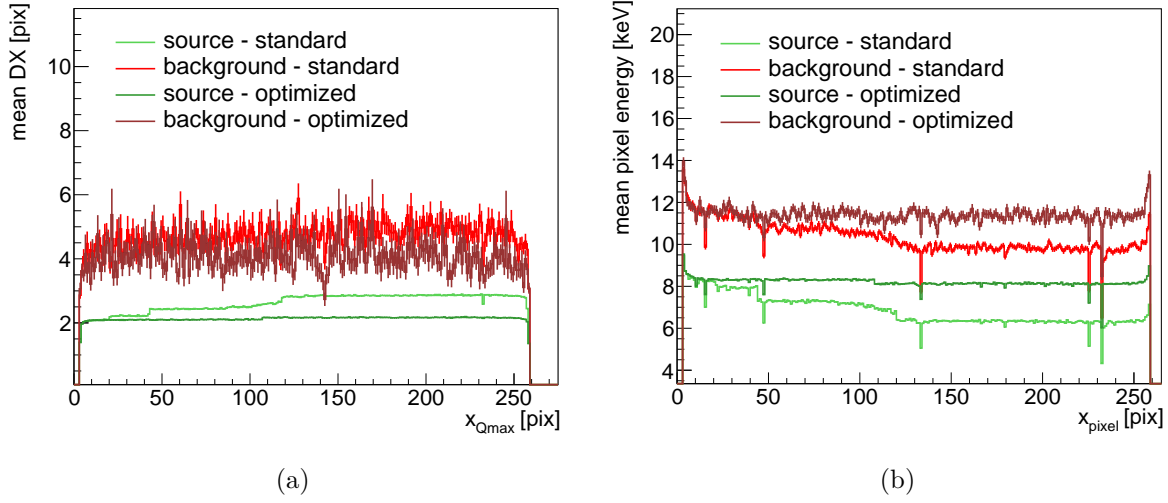 mean DX [pix]
10
8
6
4
2
source - standard
background - standard
source - optimized
background - optimized
0 50 100 150 200 250
x_Qmax [pix]
(a)
mean pixel energy [keV]
20
18
16
14
12
10
8
6
4
source - standard
background - standard
source - optimized
background - optimized
0 50 100 150 200 250
x_pixel [pix]
(b)